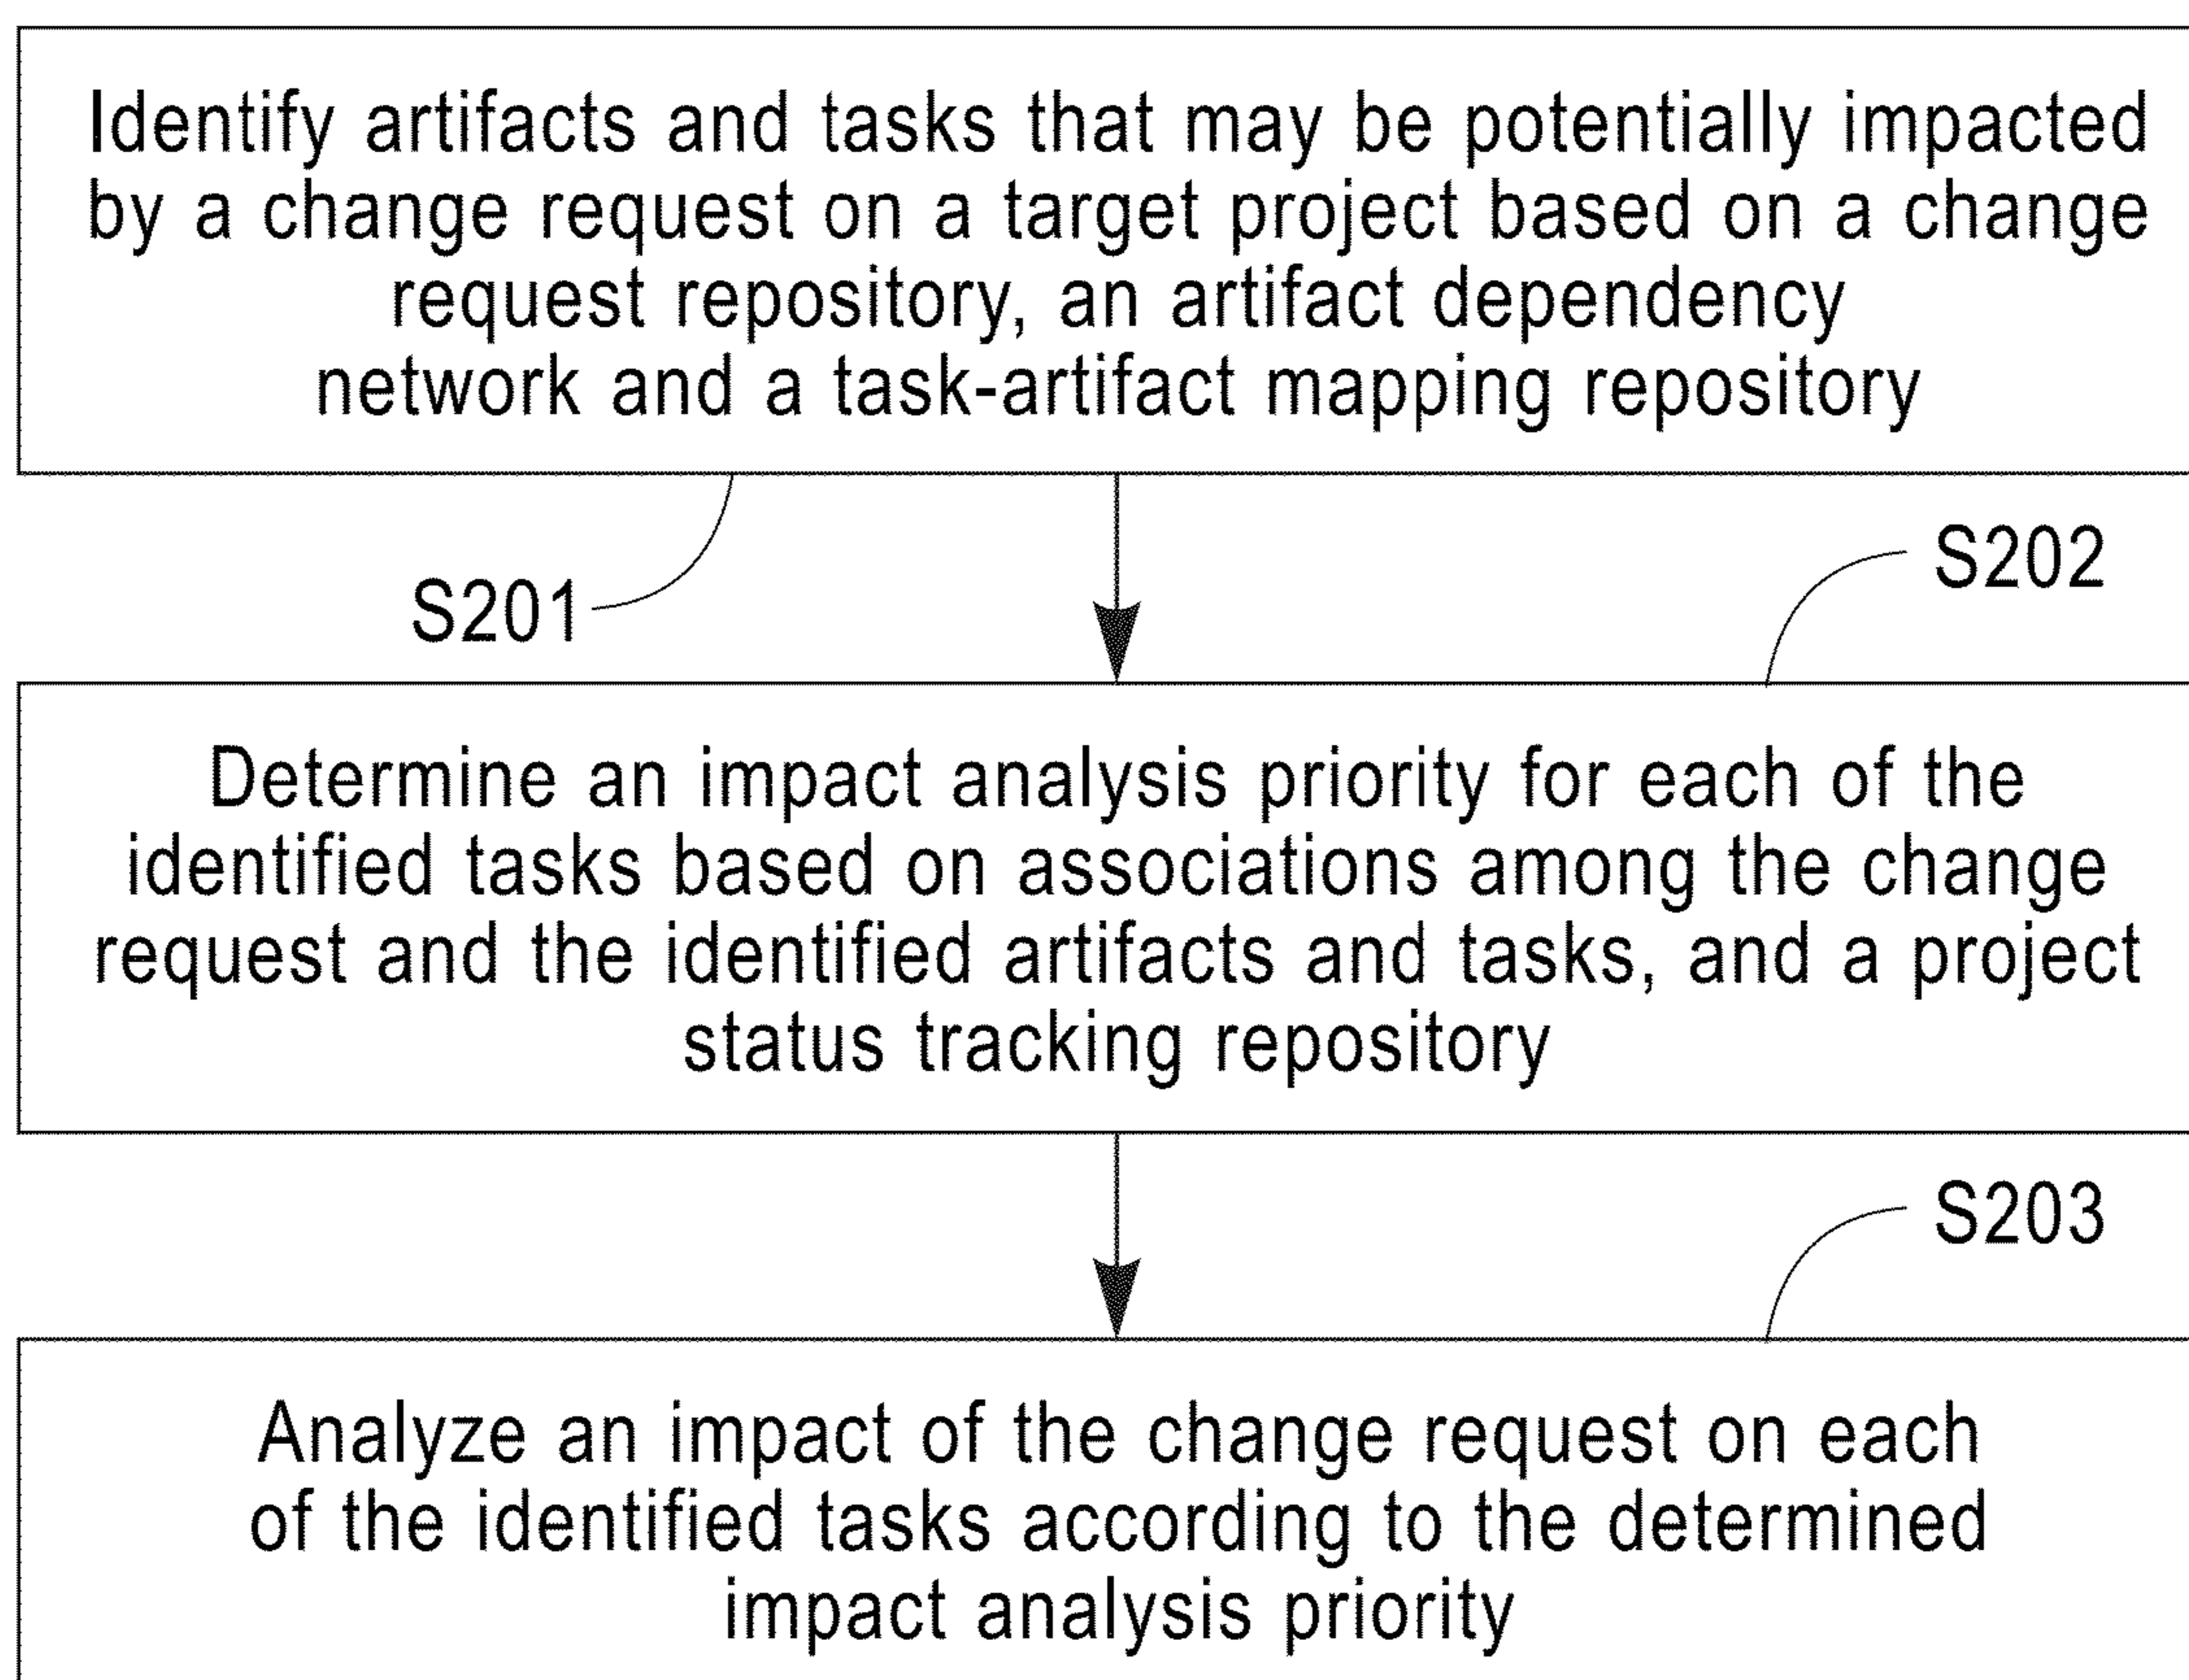 Identify artifacts and tasks that may be potentially impacted
by a change request on a target project based on a change
request repository, an artifact dependency
network and a task-artifact mapping repository
S201
S202
Determine an impact analysis priority for each of the
identified tasks based on associations among the change
request and the identified artifacts and tasks, and a project
status tracking repository
S203
Analyze an impact of the change request on each
of the identified tasks according to the determined
impact analysis priority